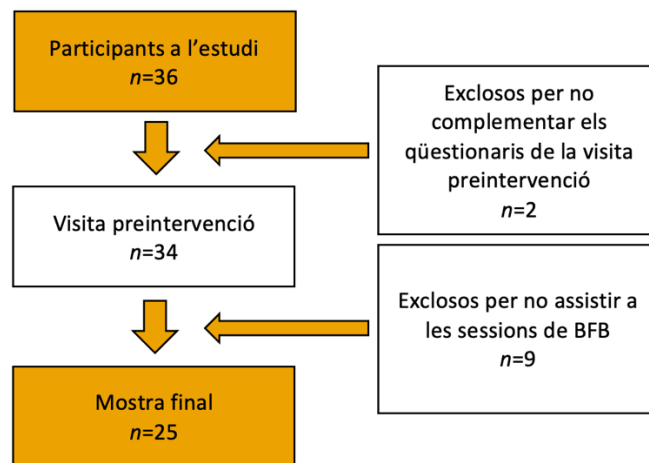 Participants a l’estudi
n=36
Exclosos per no
complementar els
qüestionaris de la visita
preintervenció
n=2
Visita preintervenció
n=34
Exclosos per no assistir a
les sessions de BFB
n=9
Mostra final
n=25